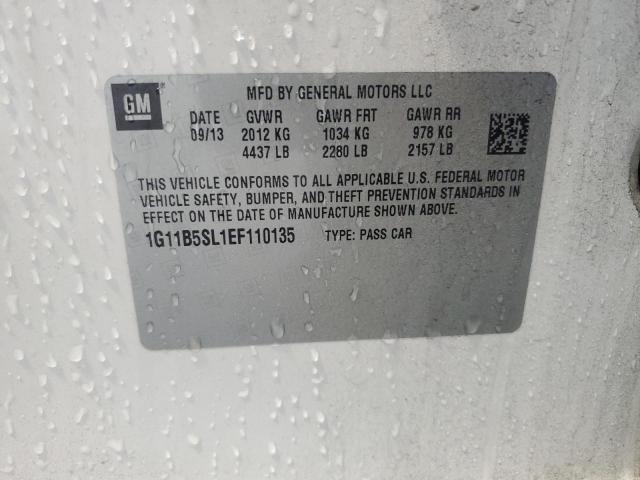 GM
MFD BY GENERAL MOTORS LLC
DATE GVWR GAWR FRT GAWR RR
09/13 2012 KG 1034 KG 978 KG
4437 LB 2280 LB 2157 LB
THIS VEHICLE CONFORMS TO ALL APPLICABLE U.S. FEDERAL MOTOR
VEHICLE SAFETY, BUMPER, AND THEFT PREVENTION STANDARDS IN
EFFECT ON THE DATE OF MANUFACTURE SHOWN ABOVE.
1G11B5SL1EF110135 TYPE: PASS CAR